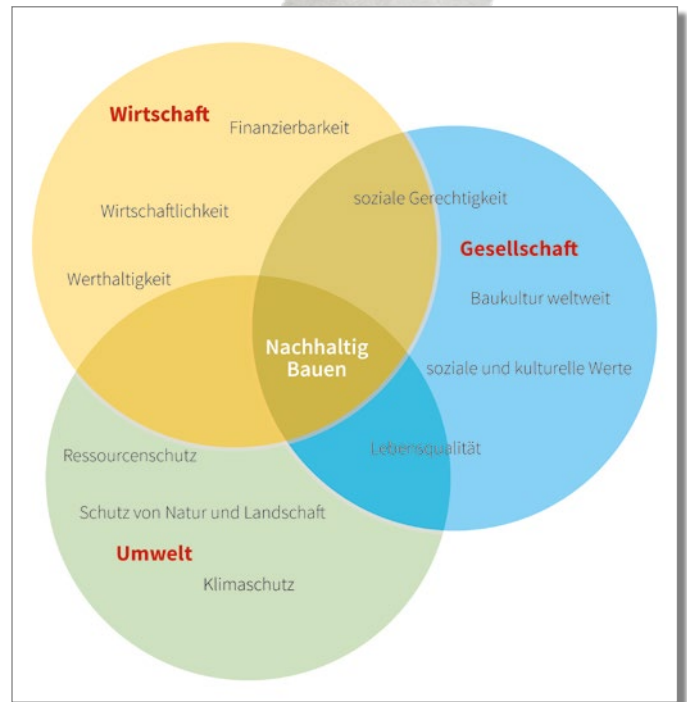 Wirtschaft
Finanzierbarkeit
soziale Gerechtigkeit
Wirtschaftlichkeit
Gesellschaft
Werthaltigkeit
Baukultur weltweit
Nachhaltig
Bauen
soziale und kulturelle Werte
Lebensqualität
Ressourcenschutz
Schutz von Natur und Landschaft
Umwelt
Klimaschutz